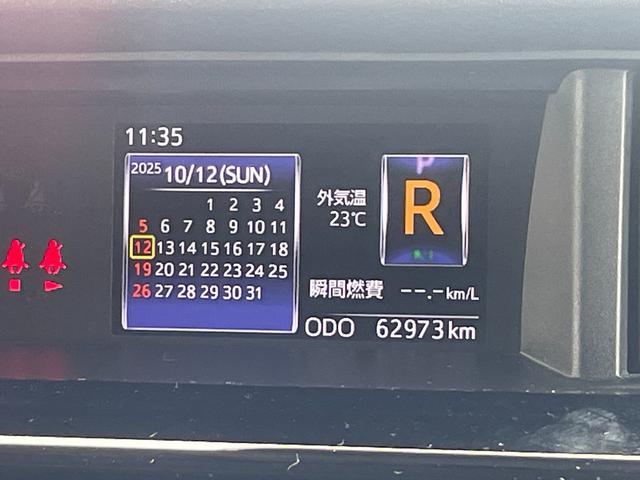 11:35
2025 10/12(SUN)
1 2 3 4
5 6 7 8 9 10 11
12 13 14 15 16 17 18
19 20 21 22 23 24 25
26 27 28 29 30 31
P
外気温
23℃
R
N
瞬間燃費 --.-km/L
ODO 62973km